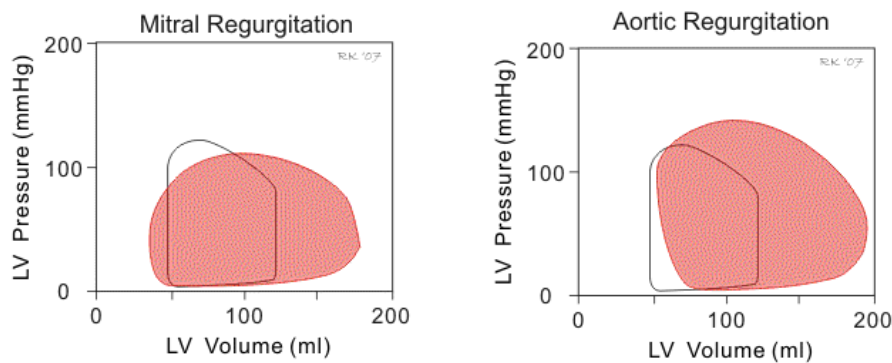 Mitral Regurgitation
200
RK '07
LV Pressure (mmHg)
100
0
0
100
200
LV Volume (ml)
Aortic Regurgitation
200
RK '07
LV Pressure (mmHg)
100
0
0
100
200
LV Volume (ml)